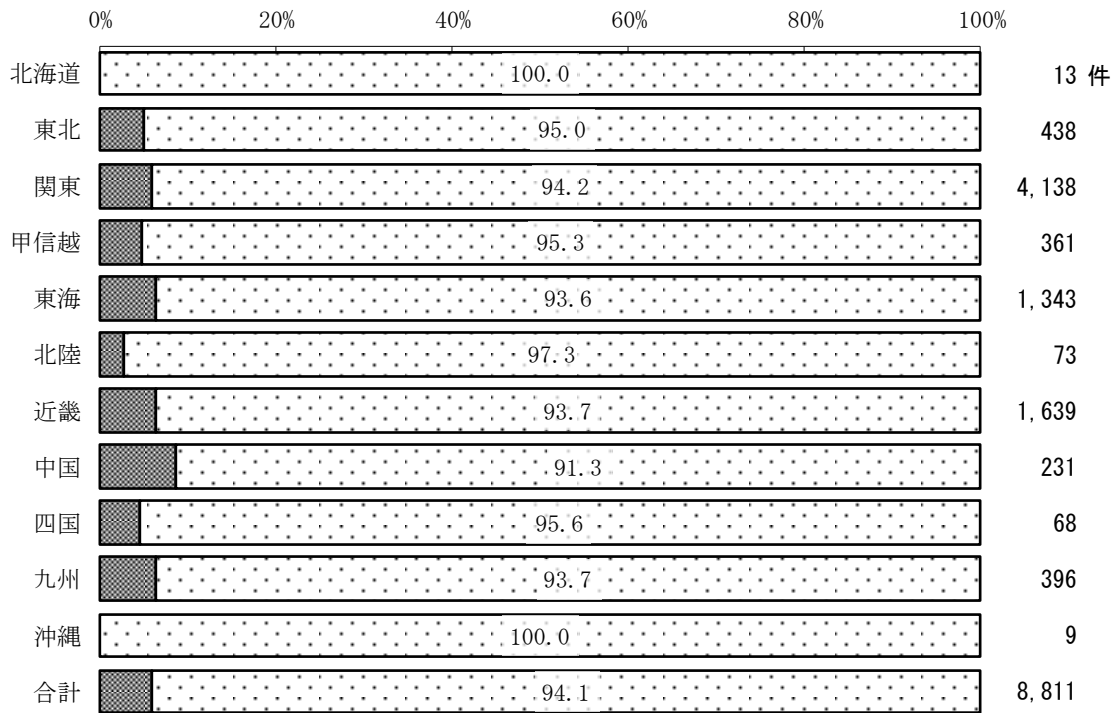 0% 20% 40% 60% 80% 100%
北海道 100.0 13 件
東北 95.0 438
関東 94.2 4,138
甲信越 95.3 361
東海 93.6 1,343
北陸 97.3 73
近畿 93.7 1,639
中国 91.3 231
四国 95.6 68
九州 93.7 396
沖縄 100.0 9
合計 94.1 8,811